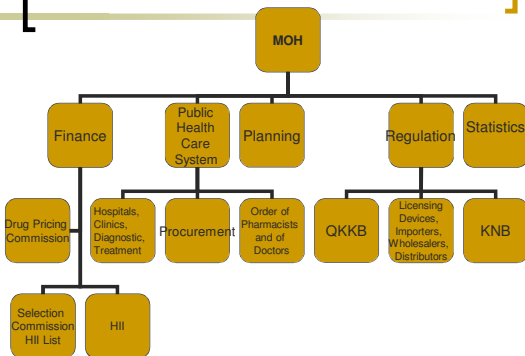 MOH
Finance
Public
Health
Care
System
Planning
Regulation
Statistics
Drug Pricing
Commission
Hospitals,
Clinics,
Diagnostic,
Treatment
Procurement
Order of
Pharmacists
and of
Doctors
QKKB
Licensing
Devices,
Importers,
Wholesalers,
Distributors
KNB
Selection
Commission
HII List
HII